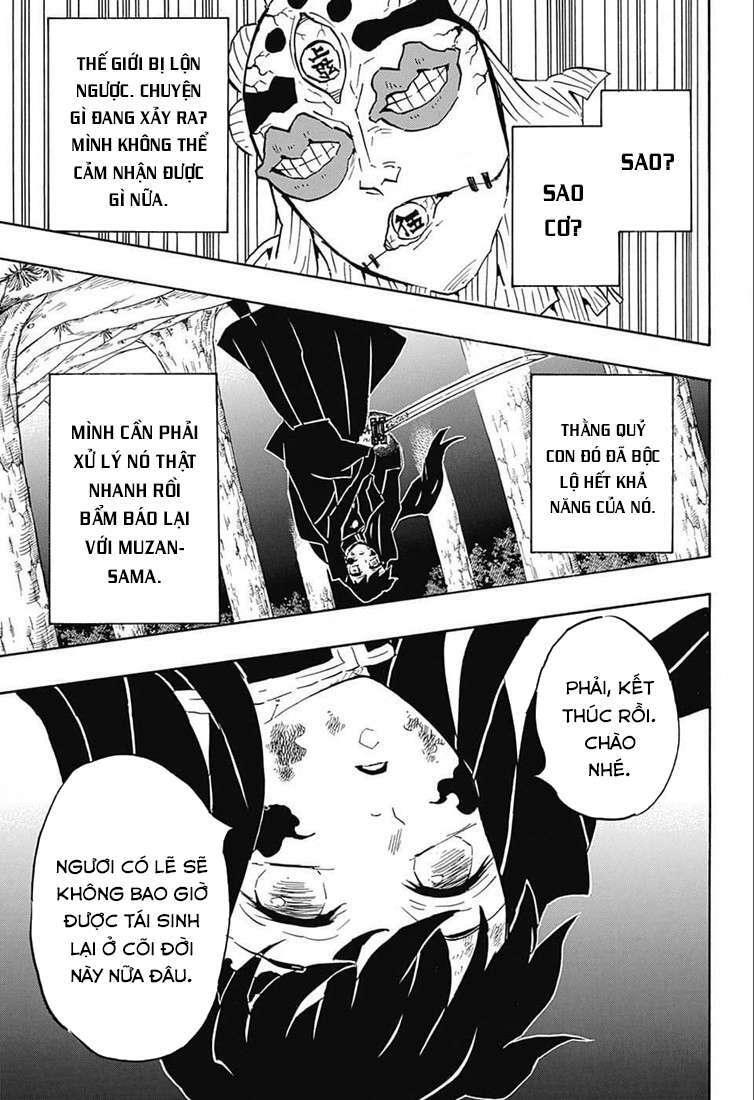 SAO?
SAO
CƠ?
THẾ GIỚI BỊ LỘN
NGƯỢC. CHUYỆN
GÌ ĐANG XẢY RA?
MÌNH KHÔNG THỂ
CẢM NHẬN ĐƯỢC
GÌ NỮA.
上弦
伍
THẰNG QUỶ
CON ĐÓ ĐÃ BỘC
LỘ HẾT KHẢ
NĂNG CỦA NÓ.
MÌNH CẦN PHẢI
XỬ LÝ NÓ THẬT
NHANH RỒI
BẨM BÁO LẠI
VỚI MUZAN-
SAMA.
PHẢI, KẾT
THÚC RỒI.
CHÀO
NHÉ.
NGƯƠI CÓ LẼ SẼ
KHÔNG BAO GIỜ
ĐƯỢC TÁI SINH
LẠI Ở CÕI ĐỜI
NÀY NỮA ĐÂU.